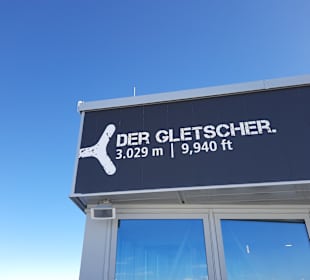 DER GLETSCHER.
3.029 m | 9,940 ft